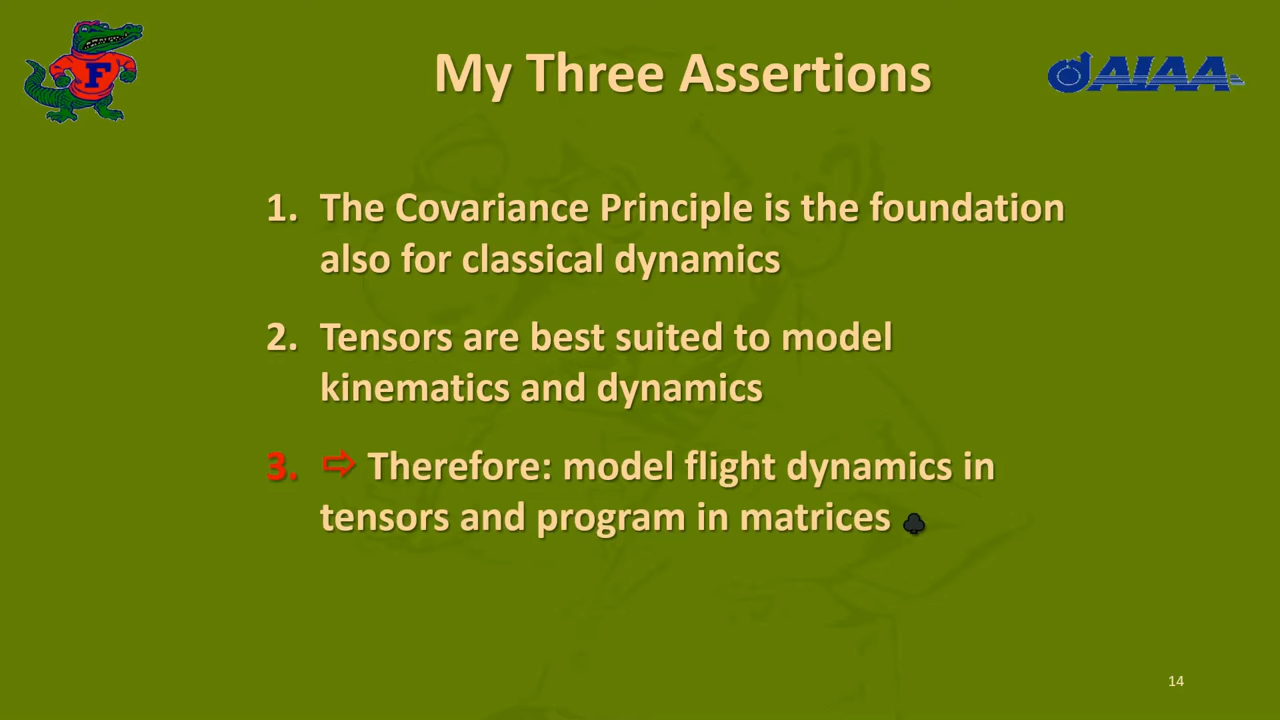 F
My Three Assertions
AIAA
1. The Covariance Principle is the foundation
also for classical dynamics
2. Tensors are best suited to model
kinematics and dynamics
3. ⇨ Therefore: model flight dynamics in
tensors and program in matrices ♣
14